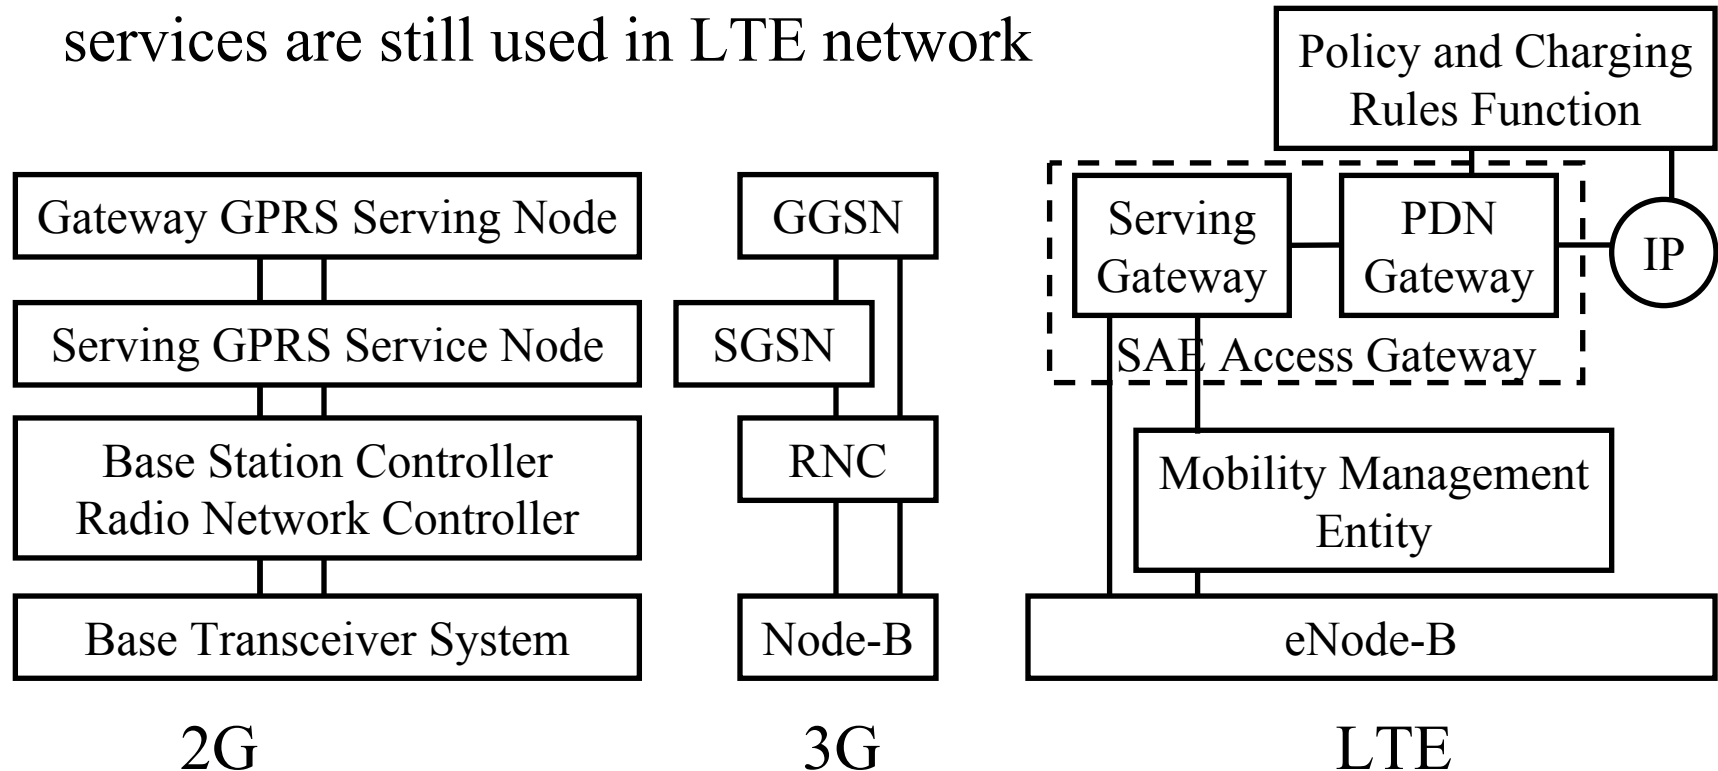 services are still used in LTE network
Policy and Charging
Rules Function
Gateway GPRS Serving Node
Serving GPRS Service Node
Base Station Controller
Radio Network Controller
Base Transceiver System
2G
GGSN
SGSN
RNC
Node-B
3G
Serving
Gateway
PDN
Gateway
IP
SAE Access Gateway
Mobility Management
Entity
eNode-B
LTE